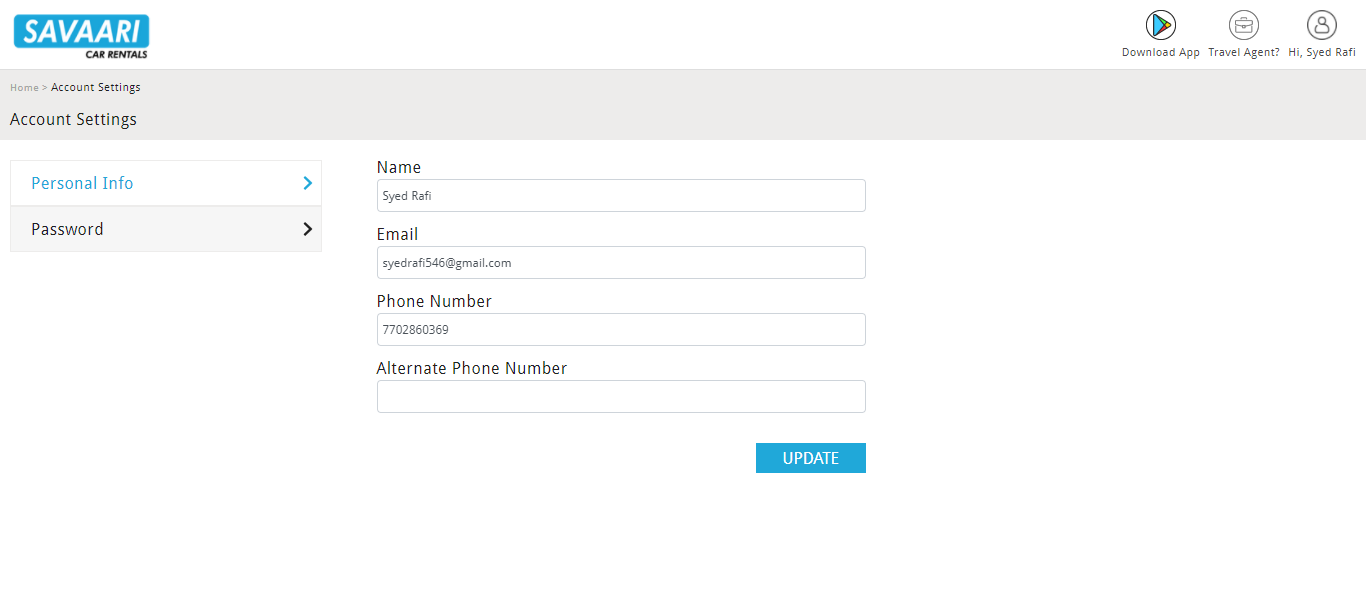 SAVAARI
CAR RENTALS
Download App
Travel Agent?
Hi, Syed Rafi
Home > Account Settings
Account Settings
Personal Info
Password
Name
Syed Rafi
Email
syedrafi546@gmail.com
Phone Number
7702860369
Alternate Phone Number
UPDATE